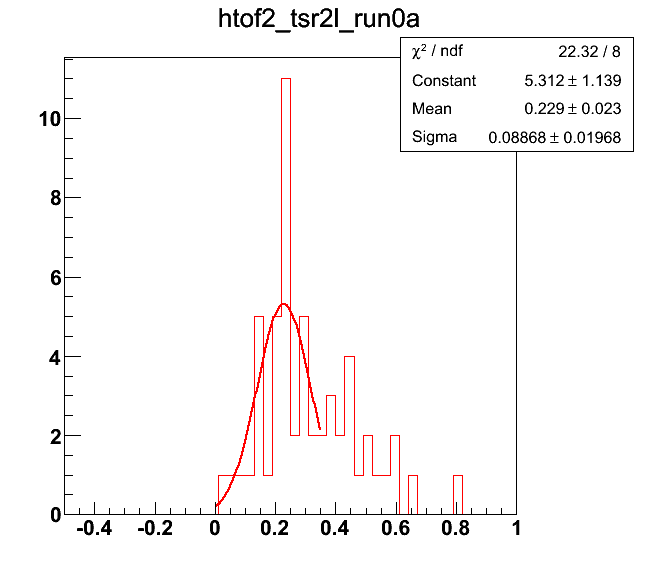 htof2_tsr2l_run0a
χ² / ndf 22.32 / 8
Constant 5.312 ± 1.139
Mean 0.229 ± 0.023
Sigma 0.08868 ± 0.01968
10
8
6
4
2
0
-0.4 -0.2 0 0.2 0.4 0.6 0.8 1